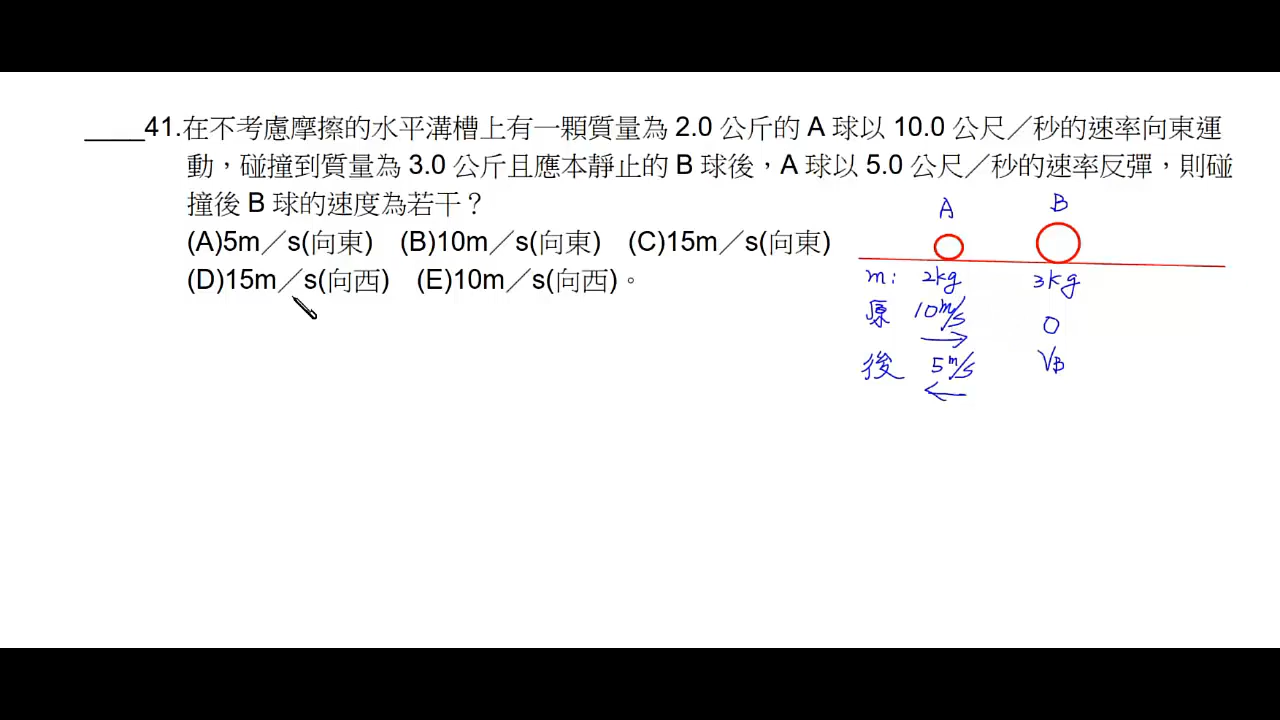 ____41.在不考慮摩擦的水平溝槽上有一顆質量為 2.0 公斤的 A 球以 10.0 公尺／秒的速率向東運
動，碰撞到質量為 3.0 公斤且應本靜止的 B 球後，A 球以 5.0 公尺／秒的速率反彈，則碰
撞後 B 球的速度為若干？
(A)5m／s(向東) (B)10m／s(向東) (C)15m／s(向東)
(D)15m／s(向西) (E)10m／s(向西)。
A B
m: 2kg 3kg
原 10m/s 0
後 5m/s VB